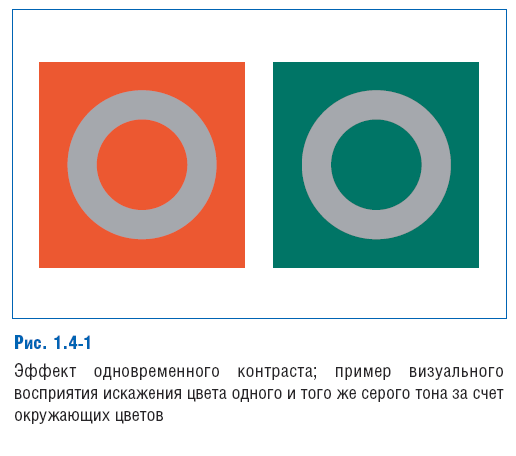 Рис. 1.4-1
Эффект одновременного контраста; пример визуального
восприятия искажения цвета одного и того же серого тона за счет
окружающих цветов